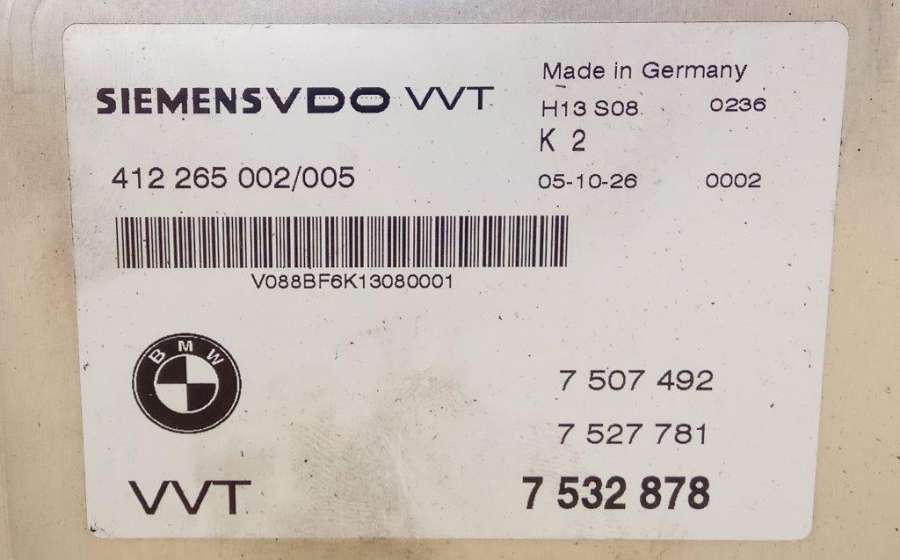 SIEMENSVDO VVT
Made in Germany
H13 S08 0236
K 2
412 265 002/005
05-10-26 0002
V088BF6K13080001
BMW
7 507 492
7 527 781
VVT
7 532 878